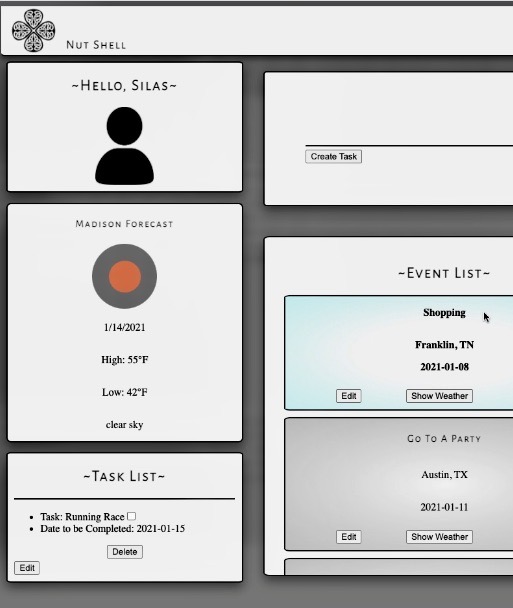 Nut Shell
~Hello, Silas~
Madison Forecast
1/14/2021
High: 55°F
Low: 42°F
clear sky
~Task List~
Task: Running Race
Date to be Completed: 2021-01-15
Delete
Edit
Create Task
~Event List~
Shopping
Franklin, TN
2021-01-08
Edit Show Weather
Go To A Party
Austin, TX
2021-01-11
Edit Show Weather